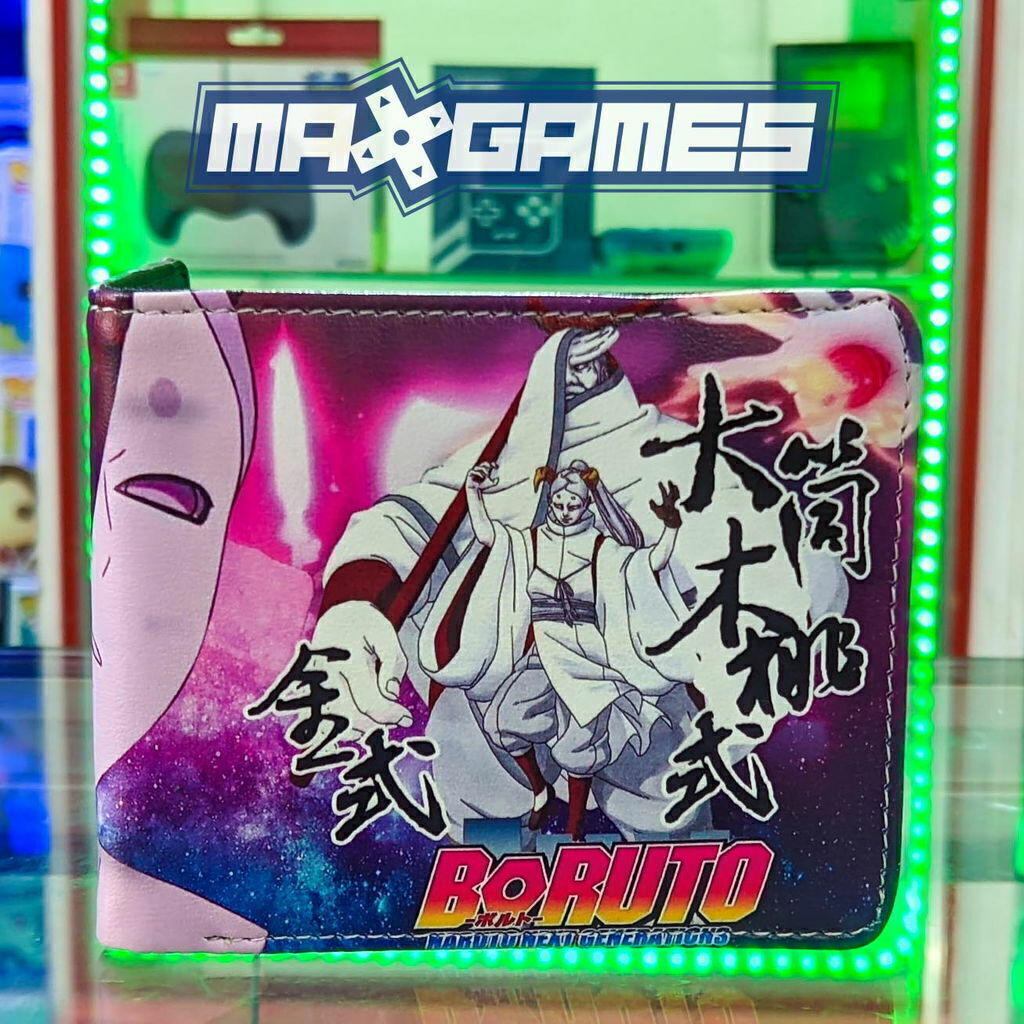 MAXGAMES
大筒
木
桃式
金式
BORUTO
-ボルト-
NARUTO NEXT GENERATIONS